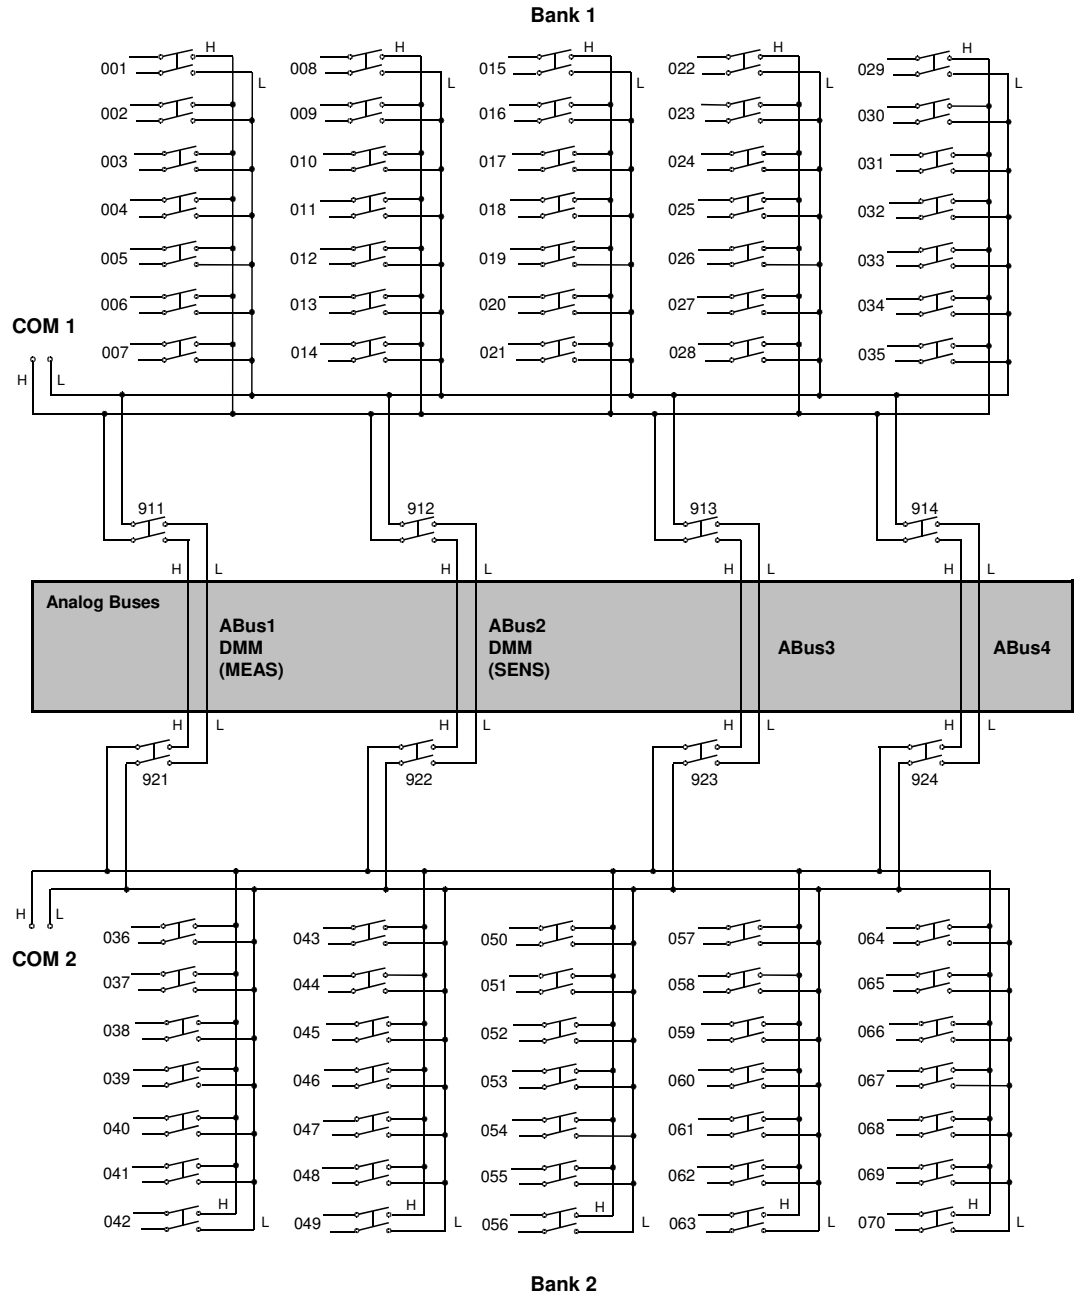 Bank 1
H H H H H
001 008 015 022 029
L L L L L
002 009 016 023 030
003 010 017 024 031
004 011 018 025 032
005 012 019 026 033
006 013 020 027 034
COM 1
007 014 021 028 035
H L
911 912 913 914
H L H L H L H L
Analog Buses
ABus1
DMM
(MEAS)
ABus2
DMM
(SENS)
ABus3
ABus4
H L H L H L H L
921 922 923 924
H L
COM 2
036 043 050 057 064
037 044 051 058 065
038 045 052 059 066
039 046 053 060 067
040 047 054 061 068
041 048 055 062 069
H H H H H
042 049 056 063 070
L L L L L
Bank 2